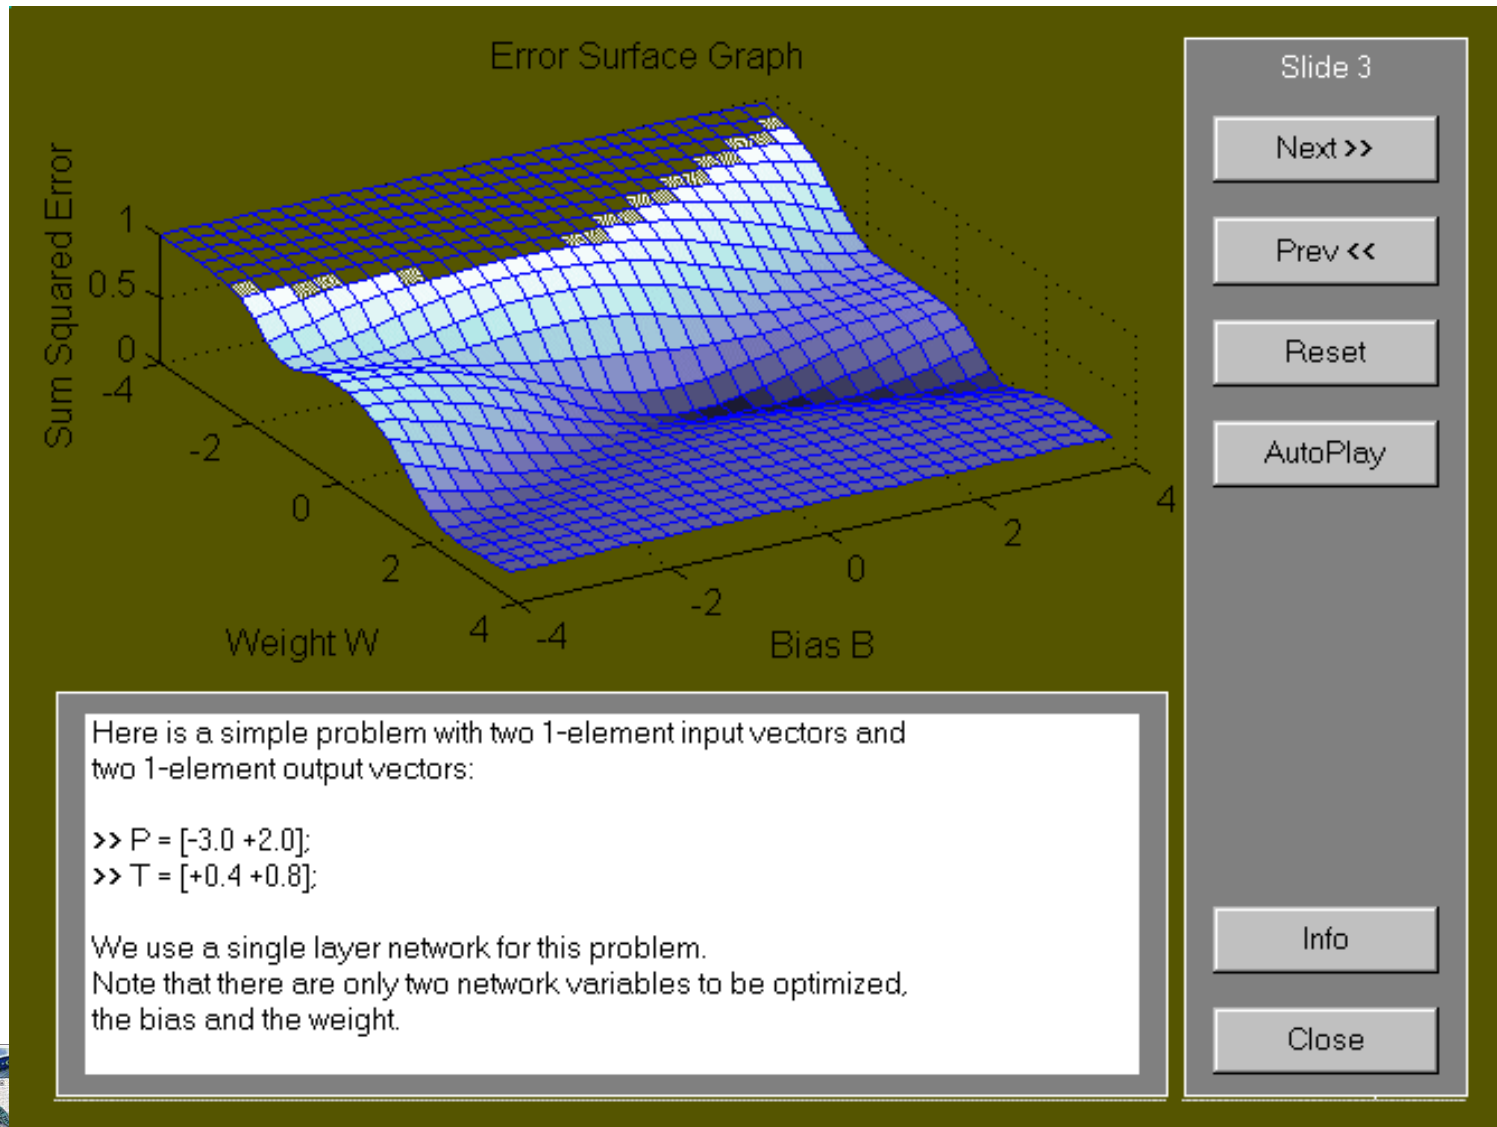 Error Surface Graph
Sum Squared Error
1
0.5
0
-4
-2
0
2
4
Weight W
-4
-2
0
2
4
Bias B
Here is a simple problem with two 1-element input vectors and
two 1-element output vectors:
>> P = [-3.0 +2.0];
>> T = [+0.4 +0.8];
We use a single layer network for this problem.
Note that there are only two network variables to be optimized,
the bias and the weight.
Slide 3
Next >>
Prev <<
Reset
AutoPlay
Info
Close